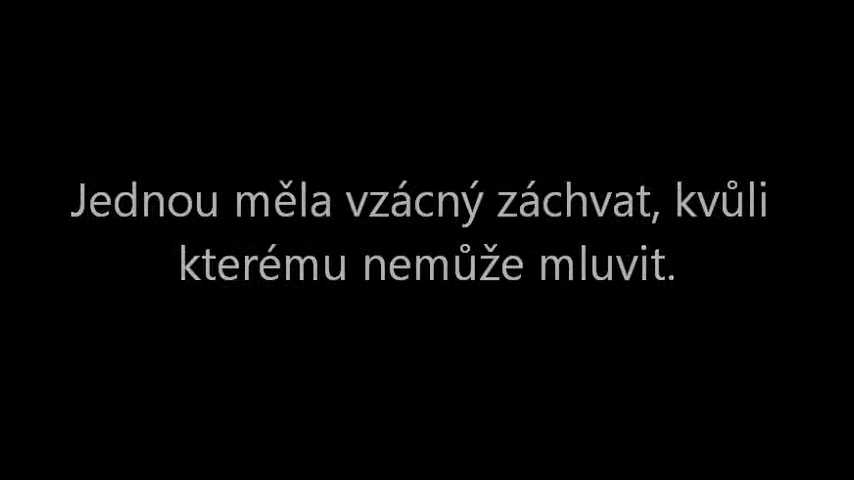 Jednou měla vzácný záchvat, kvůli
kterému nemůže mluvit.